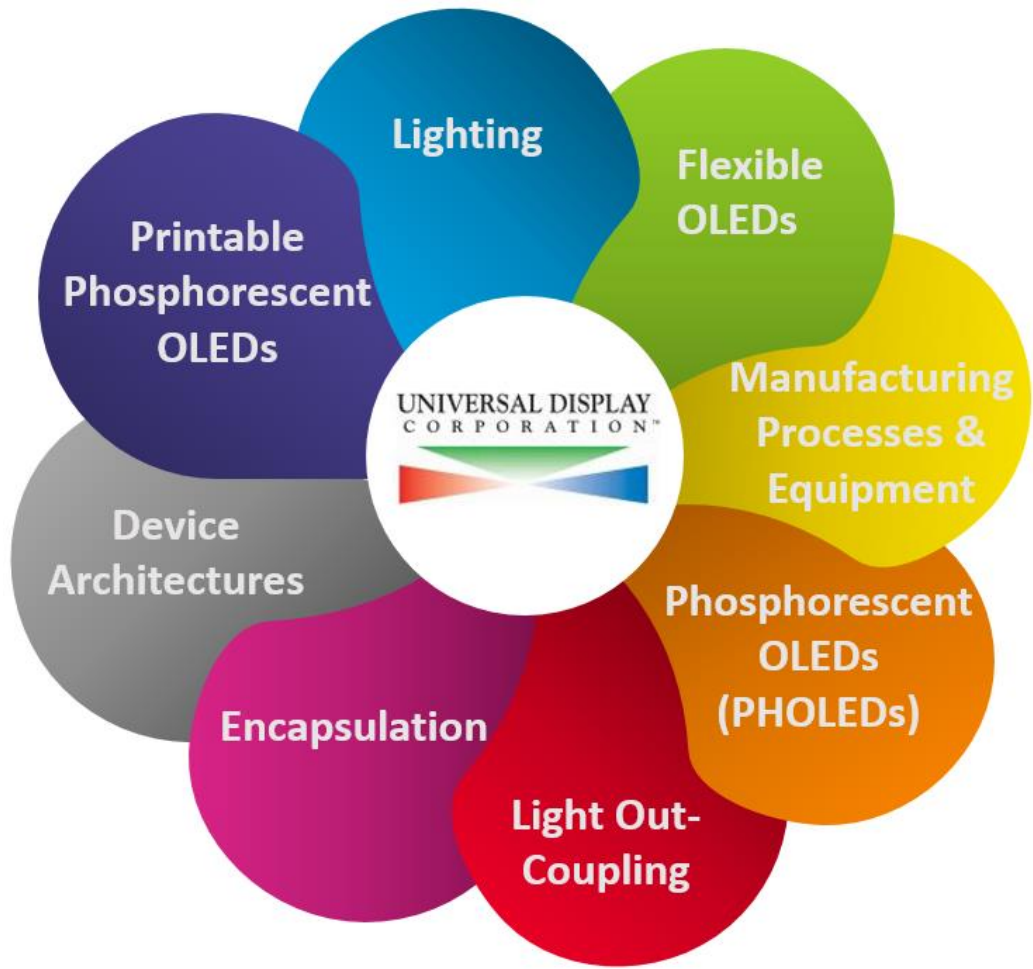 Lighting
Flexible
OLEDs
Manufacturing
Processes &
Equipment
Phosphorescent
OLEDs
(PHOLEDs)
Light Out-
Coupling
Encapsulation
Device
Architectures
Printable
Phosphorescent
OLEDs
UNIVERSAL DISPLAY
CORPORATION™